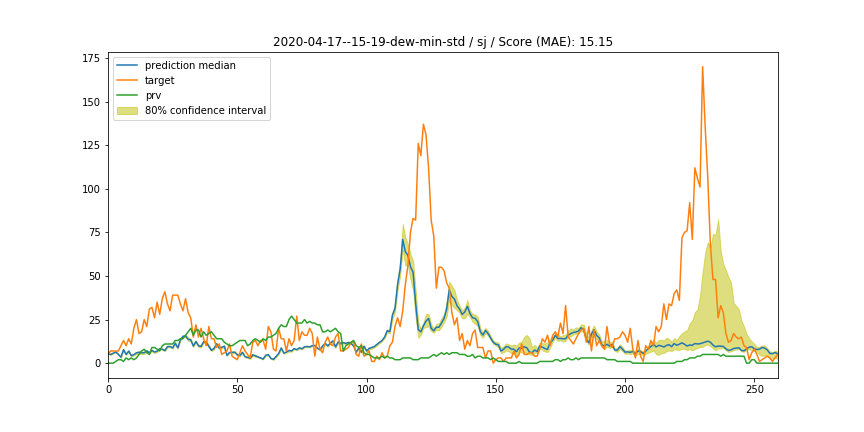 2020-04-17--15-19-dew-min-std / sj / Score (MAE): 15.15
prediction median
target
prv
80% confidence interval
175
150
125
100
75
50
25
0
0 50 100 150 200 250